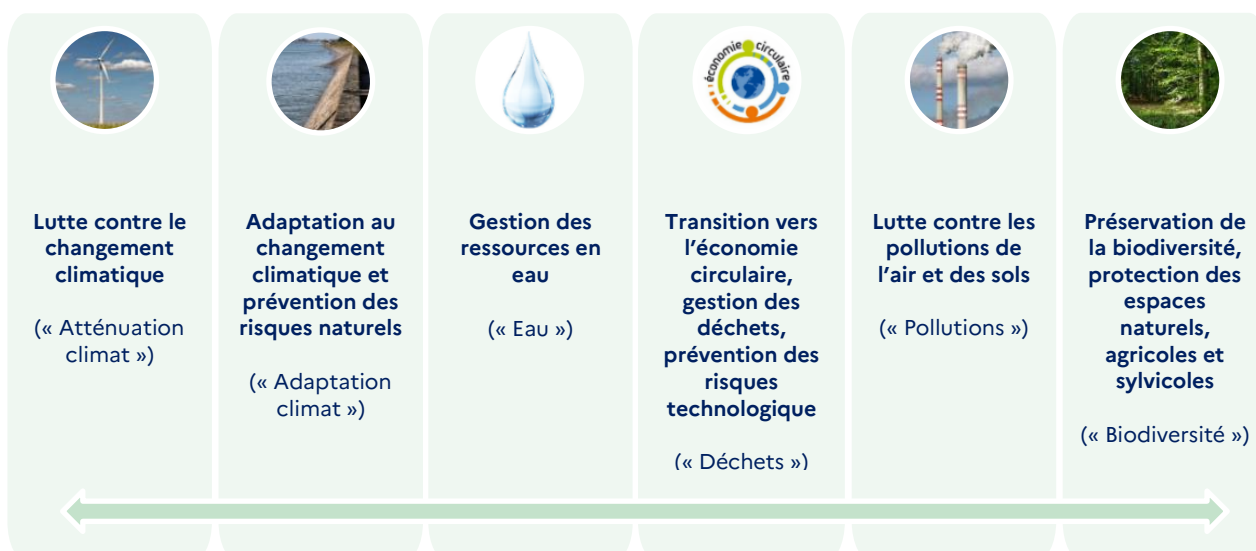 économie circulaire
Lutte contre le
changement
climatique
(« Atténuation
climat »)
Adaptation au
changement
climatique et
prévention des
risques naturels
(« Adaptation
climat »)
Gestion des
ressources en
eau
(« Eau »)
Transition vers
l’économie
circulaire,
gestion des
déchets,
prévention des
risques
technologique
(« Déchets »)
Lutte contre les
pollutions de
l’air et des sols
(« Pollutions »)
Préservation de
la biodiversité,
protection des
espaces
naturels,
agricoles et
sylvicoles
(« Biodiversité »)